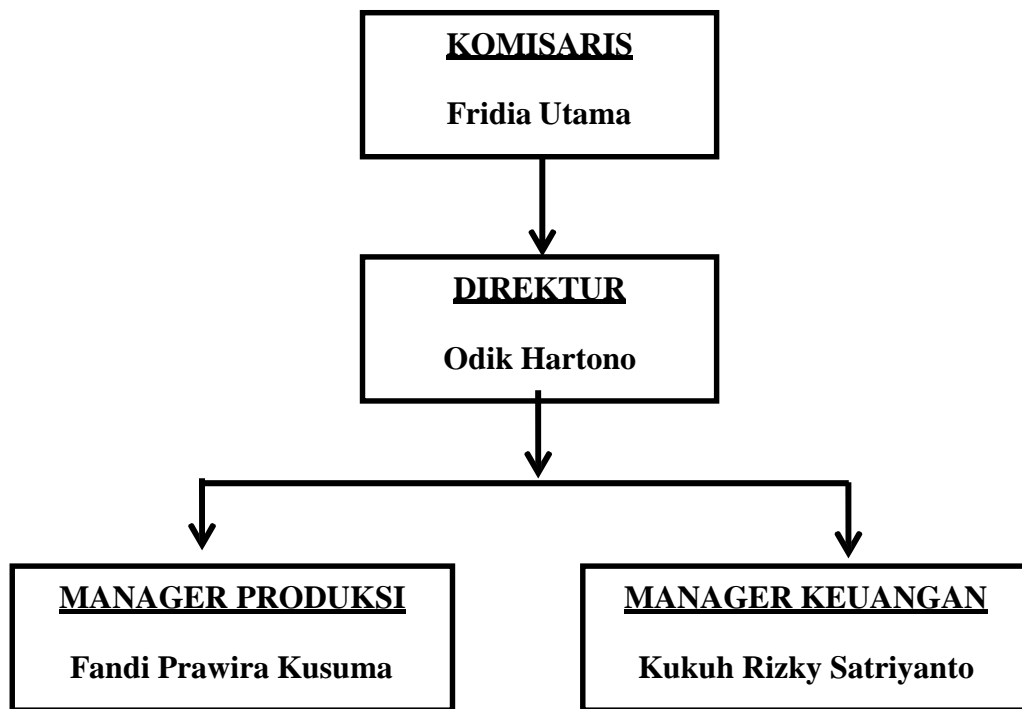 KOMISARIS
Fridia Utama
DIREKTUR
Odik Hartono
MANAGER PRODUKSI
Fandi Prawira Kusuma
MANAGER KEUANGAN
Kukuh Rizky Satriyanto